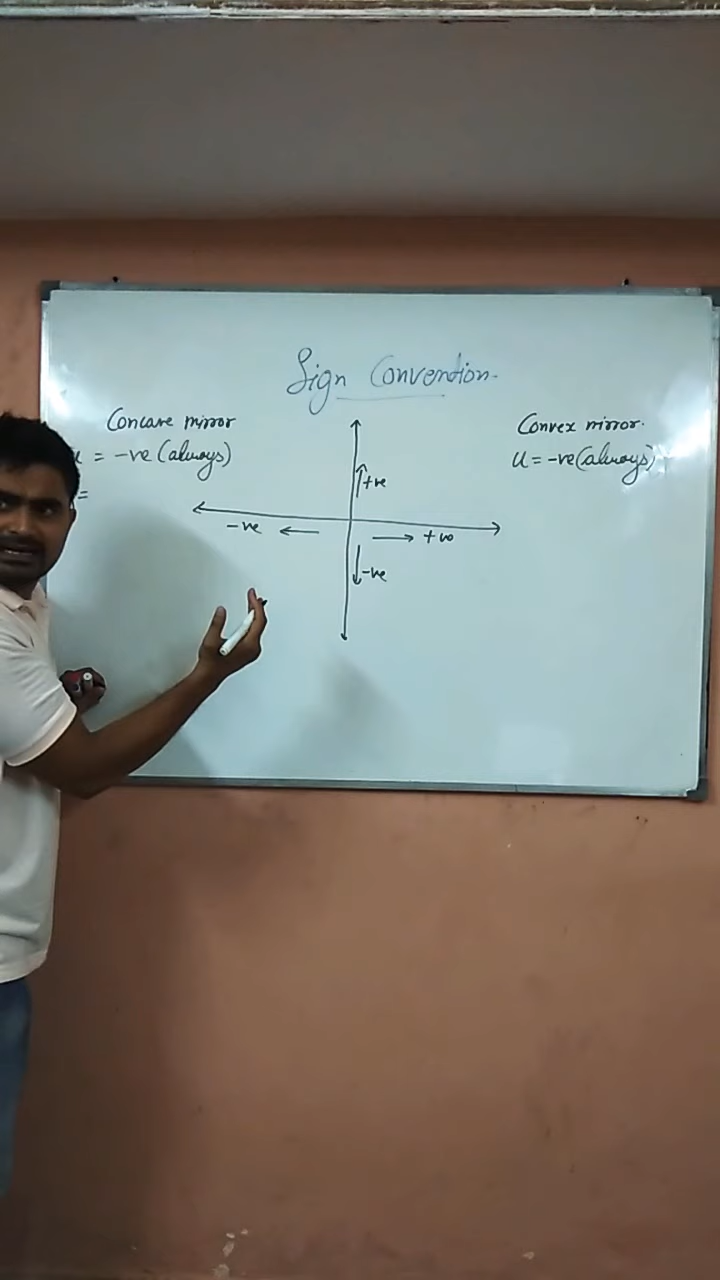 Sign Convention.
Concave mirror
u = -ve (always)
=
Convex mirror.
u = -ve (always)
+ve
-ve
+ve
-ve